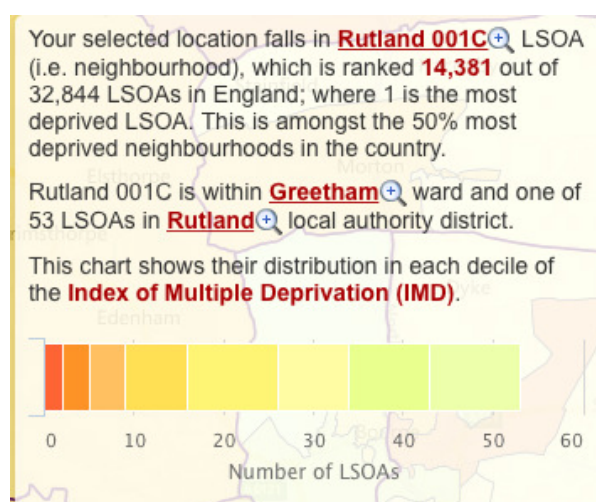 Your selected location falls in Rutland 001C LSOA
(i.e. neighbourhood), which is ranked 14,381 out of
32,844 LSOAs in England; where 1 is the most
deprived LSOA. This is amongst the 50% most
deprived neighbourhoods in the country.
Elsthorpe
Morton
Rutland 001C is within Greetham ward and one of
53 LSOAs in Rutland local authority district.
This chart shows their distribution in each decile of
the Index of Multiple Deprivation (IMD).
Edenham
0 10 20 30 40 50 60
Number of LSOAs